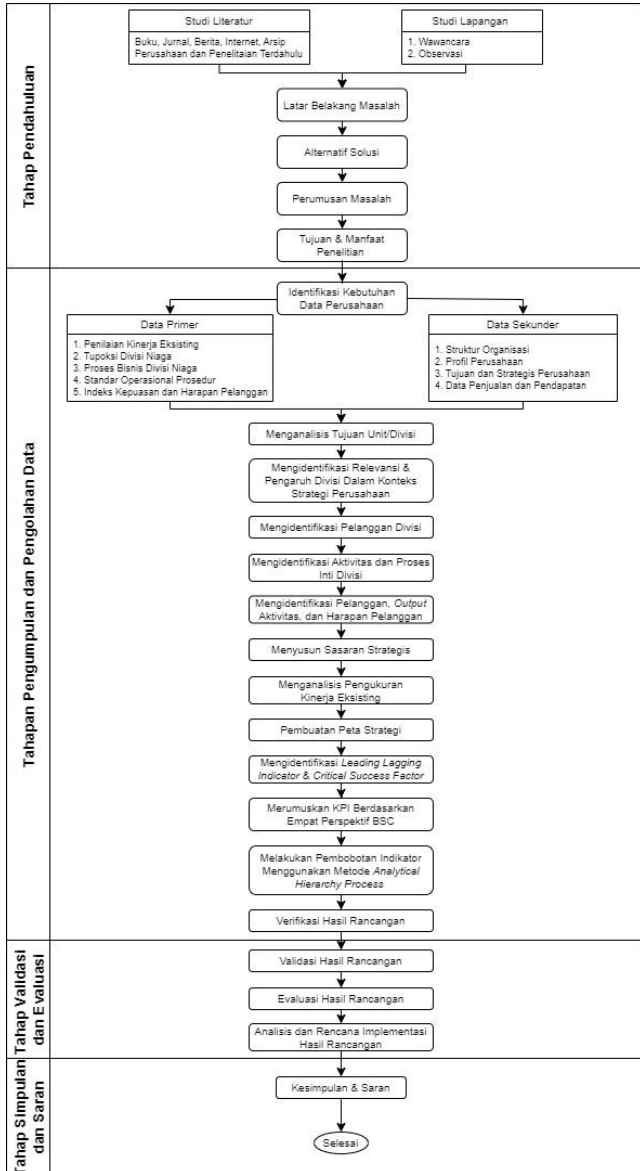 Tahap Pendahuluan
Studi Literatur
Buku, Jurnal, Berita, Internet, Arsip
Perusahaan dan Penelitaian Terdahulu
Studi Lapangan
1. Wawancara
2. Observasi
Latar Belakang Masalah
Alternatif Solusi
Perumusan Masalah
Tujuan & Manfaat
Penelitian
Tahapan Pengumpulan dan Pengolahan Data
Identifikasi Kebutuhan
Data Perusahaan
Data Primer
1. Penilaian Kinerja Eksisting
2. Tupoksi Divisi Niaga
3. Proses Bisnis Divisi Niaga
4. Standar Operasional Prosedur
5. Indeks Kepuasan dan Harapan Pelanggan
Data Sekunder
1. Struktur Organisasi
2. Profil Perusahaan
3. Tujuan dan Strategis Perusahaan
4. Data Penjualan dan Pendapatan
Menganalisis Tujuan Unit/Divisi
Mengidentifikasi Relevansi &
Pengaruh Divisi Dalam Konteks
Strategi Perusahaan
Mengidentifikasi Pelanggan Divisi
Mengidentifikasi Aktivitas dan Proses
Inti Divisi
Mengidentifikasi Pelanggan, Output
Aktivitas, dan Harapan Pelanggan
Menyusun Sasaran Strategis
Menganalisis Pengukuran
Kinerja Eksisting
Pembuatan Peta Strategi
Mengidentifikasi Leading Lagging
Indicator & Critical Success Factor
Merumuskan KPI Berdasarkan
Empat Perspektif BSC
Melakukan Pembobotan Indikator
Menggunakan Metode Analytical
Hierarchy Process
Verifikasi Hasil Rancangan
Tahap Validasi
dan Evaluasi
Validasi Hasil Rancangan
Evaluasi Hasil Rancangan
Analisis dan Rencana Implementasi
Hasil Rancangan
Tahap Simpulan
dan Saran
Kesimpulan & Saran
Selesai